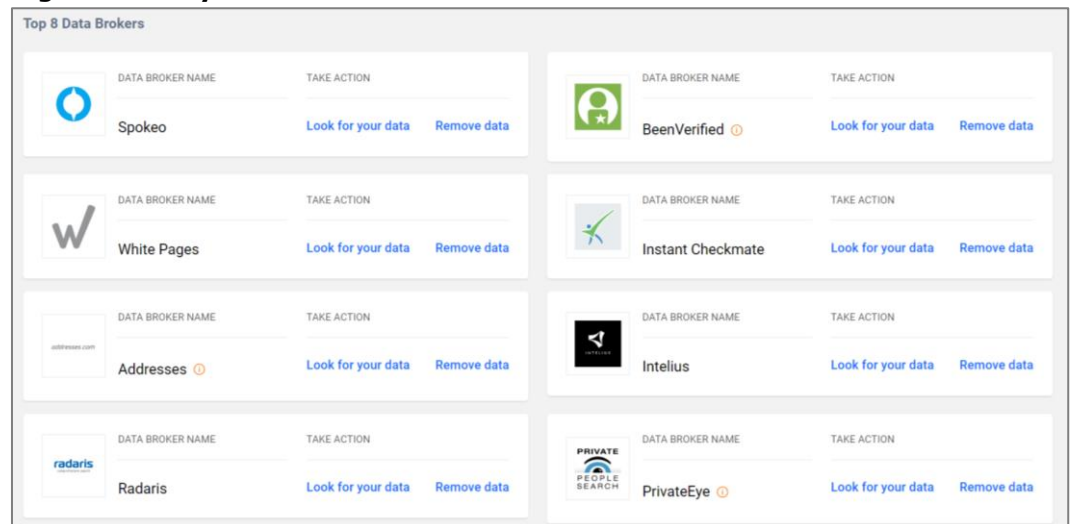 Top 8 Data Brokers
DATA BROKER NAME TAKE ACTION
Spokeo Look for your data Remove data
DATA BROKER NAME TAKE ACTION
BeenVerified Look for your data Remove data
DATA BROKER NAME TAKE ACTION
White Pages Look for your data Remove data
DATA BROKER NAME TAKE ACTION
Instant Checkmate Look for your data Remove data
addresses.com
DATA BROKER NAME TAKE ACTION
Addresses Look for your data Remove data
INTELIUS
DATA BROKER NAME TAKE ACTION
Intelius Look for your data Remove data
radaris
DATA BROKER NAME TAKE ACTION
Radaris Look for your data Remove data
PRIVATE
PEOPLE
SEARCH
DATA BROKER NAME TAKE ACTION
PrivateEye Look for your data Remove data